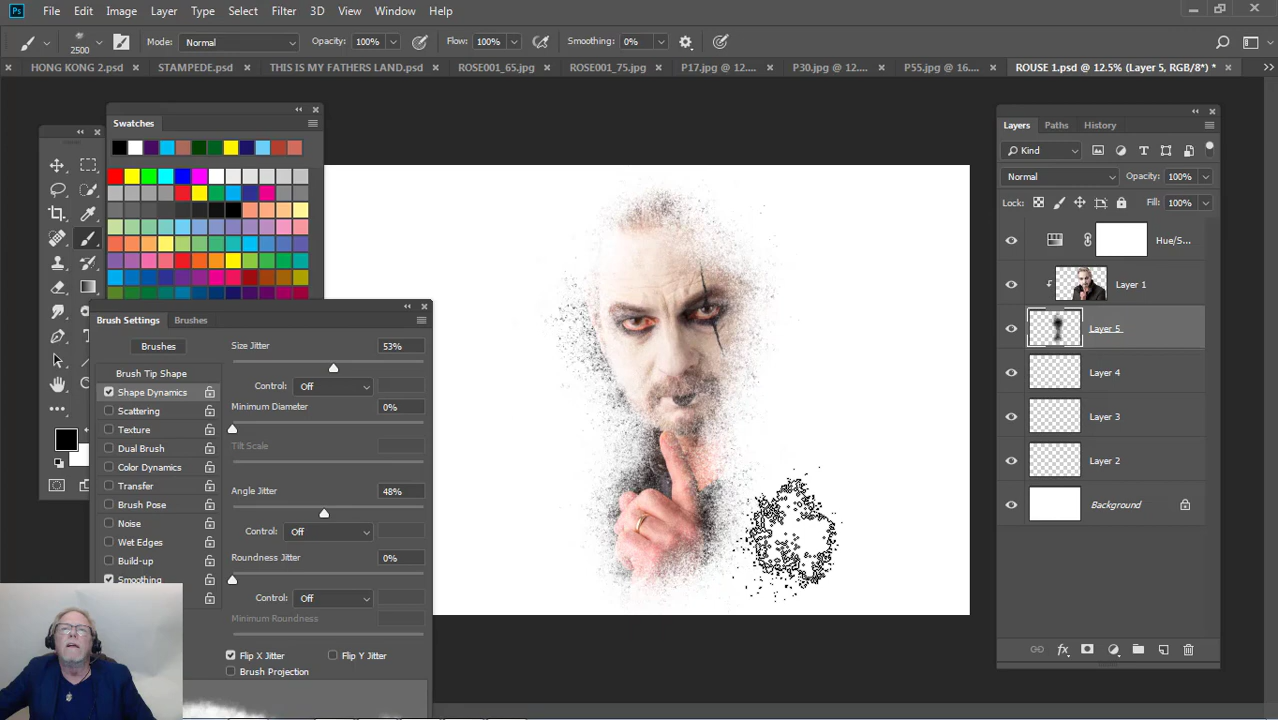 Ps File Edit Image Layer Type Select Filter 3D View Window Help
2500 Mode: Normal Opacity: 100% Flow: 100% Smoothing: 0%
HONG KONG 2.psd × STAMPEDE.psd × THIS IS MY FATHERS LAND.psd × ROSE001_65.jpg × ROSE001_75.jpg × P17.jpg @ 12.... × P30.jpg @ 12.... × P55.jpg @ 16.... × ROUSE 1.psd @ 12.5% (Layer 5, RGB/8*) * ×
Swatches
Brush Settings Brushes
Brushes
Brush Tip Shape
Shape Dynamics
Scattering
Texture
Dual Brush
Color Dynamics
Transfer
Brush Pose
Noise
Wet Edges
Build-up
Smoothing
Size Jitter 53%
Control: Off
Minimum Diameter 0%
Tilt Scale
Angle Jitter 48%
Control: Off
Roundness Jitter 0%
Control: Off
Minimum Roundness
Flip X Jitter Flip Y Jitter
Brush Projection
Layers Paths History
Kind
Normal Opacity: 100%
Lock: Fill: 100%
Hue/S...
Layer 1
Layer 5
Layer 4
Layer 3
Layer 2
Background
fx